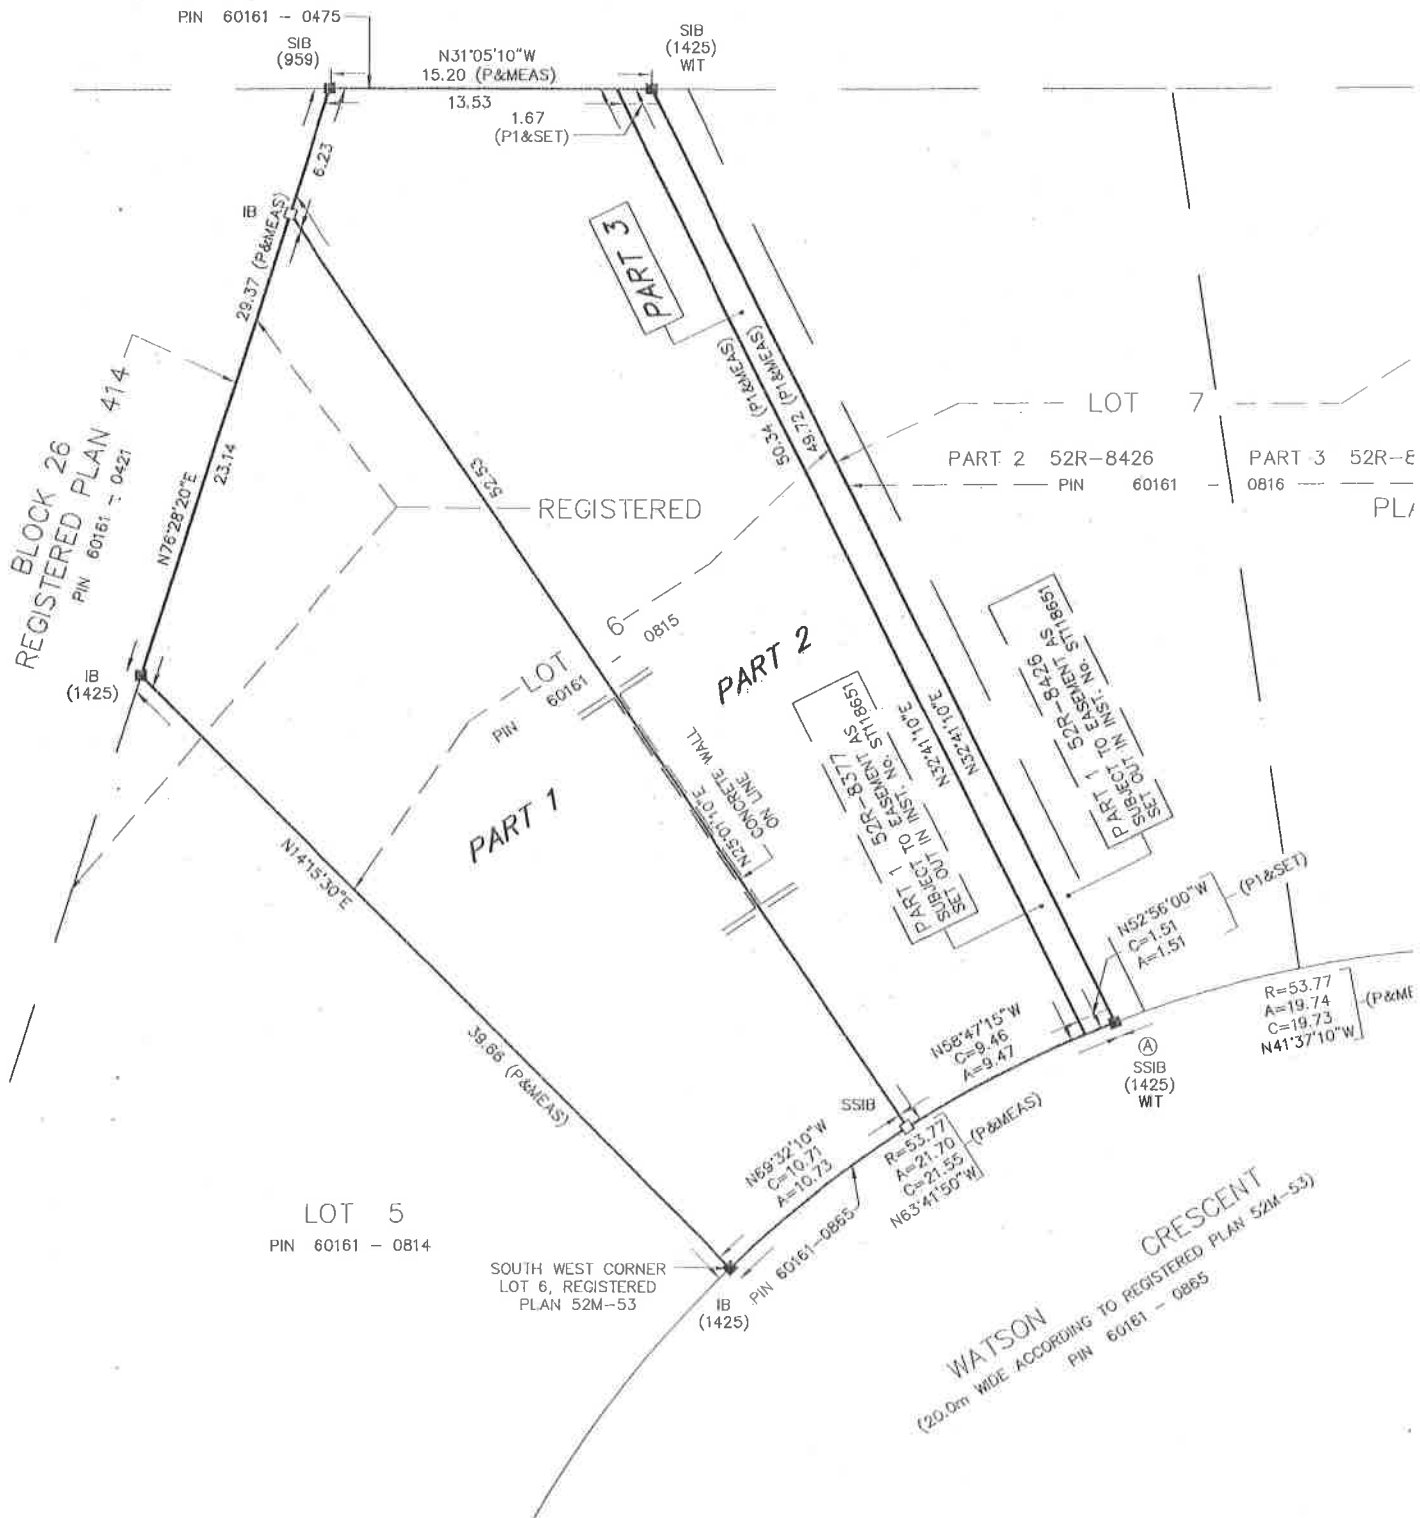 PIN 60161 - 0475
SIB
(959)
N31°05'10"W
15.20 (P&MEAS)
13.53
1.67
(P1&SET)
SIB
(1425)
WIT
6.23
IB
29.37 (P&MEAS)
PART 3
50.34 (P1&MEAS)
49.72 (P1&MEAS)
LOT 7
PART 2 52R-8426
PART 3 52R-8
PIN 60161 - 0816
PLA
BLOCK 26
REGISTERED PLAN 414
PIN 60161 - 0421
23.14
N76°28'20"E
52.53
REGISTERED
IB
(1425)
LOT 6
PIN 60161 - 0815
PART 2
PART 1
N25°01'10"E
CONCRETE WALL
ON LINE
PART 1 52R-8377
SUBJECT TO EASEMENT AS
SET OUT IN INST. No. ST118651
N32°41'10"E
N32°41'10"E
PART 1 52R-8426
SUBJECT TO EASEMENT AS
SET OUT IN INST. No. ST118651
N14°15'30"E
39.66 (P&MEAS)
N52°56'00"W
C=1.51
A=1.51
(P1&SET)
N58°47'15"W
C=9.46
A=9.47
R=53.77
A=19.74
C=19.73
N41°37'10"W
(P&ME
A
SSIB
(1425)
WIT
SSIB
N69°32'10"W
C=10.71
A=10.73
R=53.77
A=21.70
C=21.55
N63°41'50"W
(P&MEAS)
LOT 5
PIN 60161 - 0814
SOUTH WEST CORNER
LOT 6, REGISTERED
PLAN 52M-53
IB
(1425)
PIN 60161-0865
WATSON CRESCENT
(20.0m WIDE ACCORDING TO REGISTERED PLAN 52M-53)
PIN 60161 - 0865